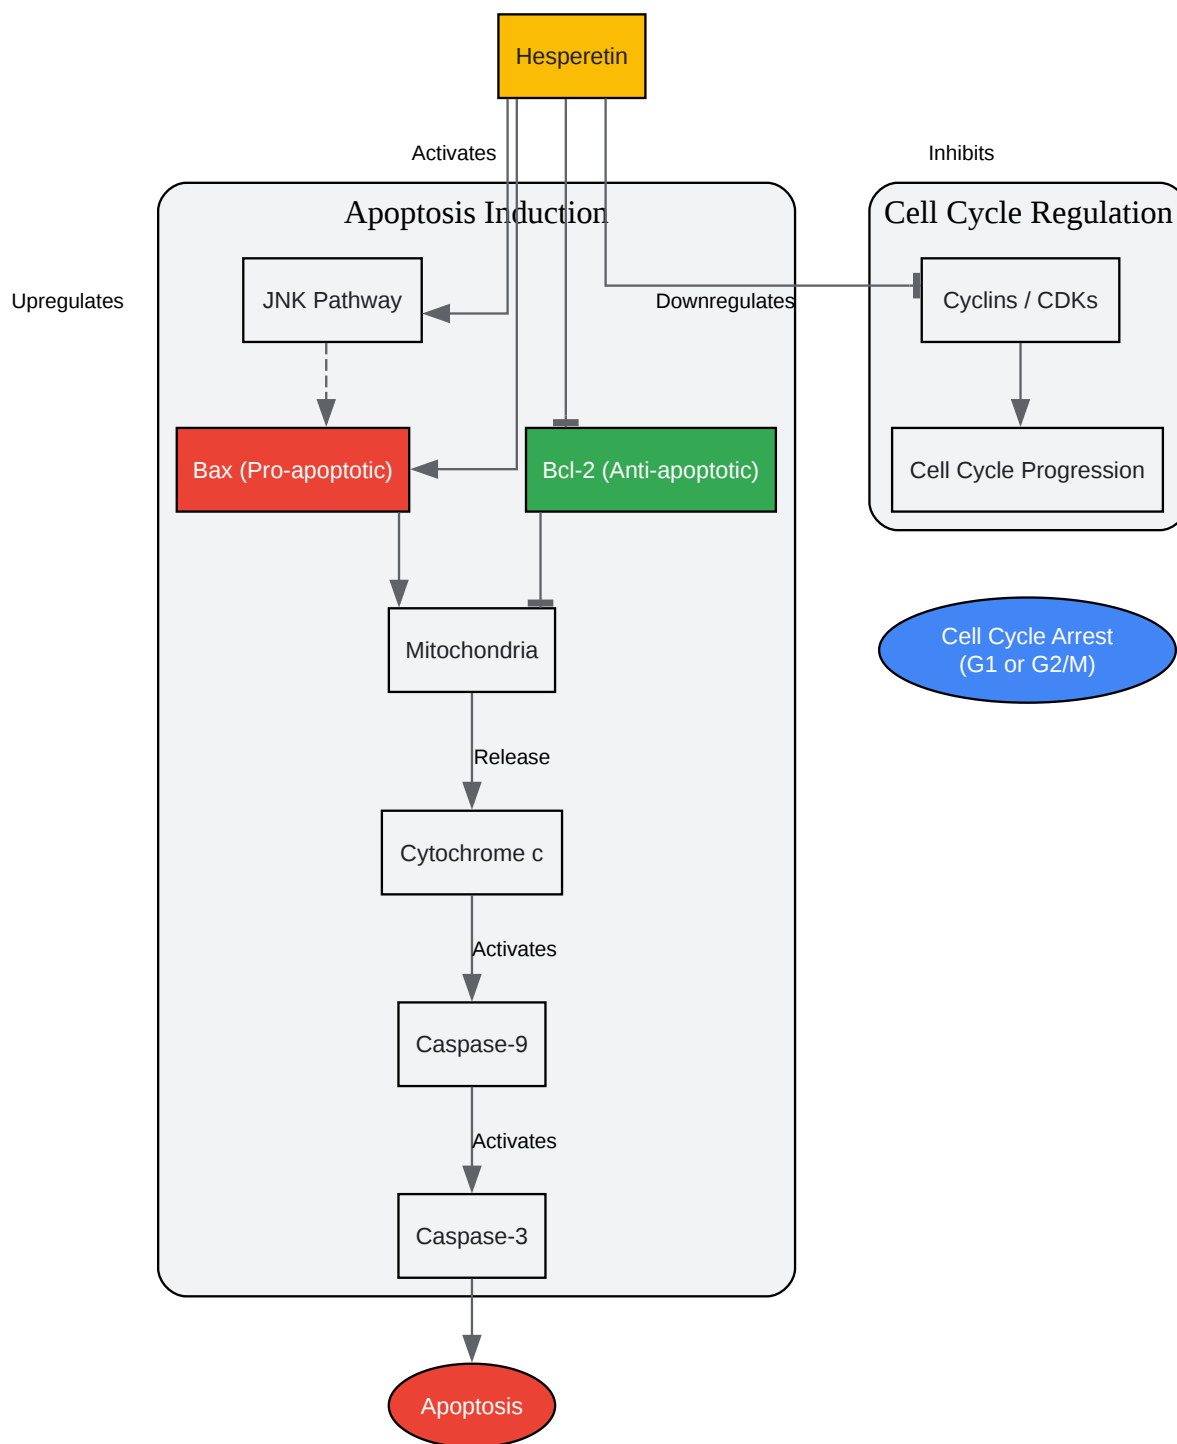 Hesperetin
Activates
Inhibits
Apoptosis Induction
Cell Cycle Regulation
Upregulates
JNK Pathway
Downregulates
Cyclins / CDKs
Bax (Pro-apoptotic)
Bcl-2 (Anti-apoptotic)
Cell Cycle Progression
Mitochondria
Cell Cycle Arrest
(G1 or G2/M)
Release
Cytochrome c
Activates
Caspase-9
Activates
Caspase-3
Apoptosis